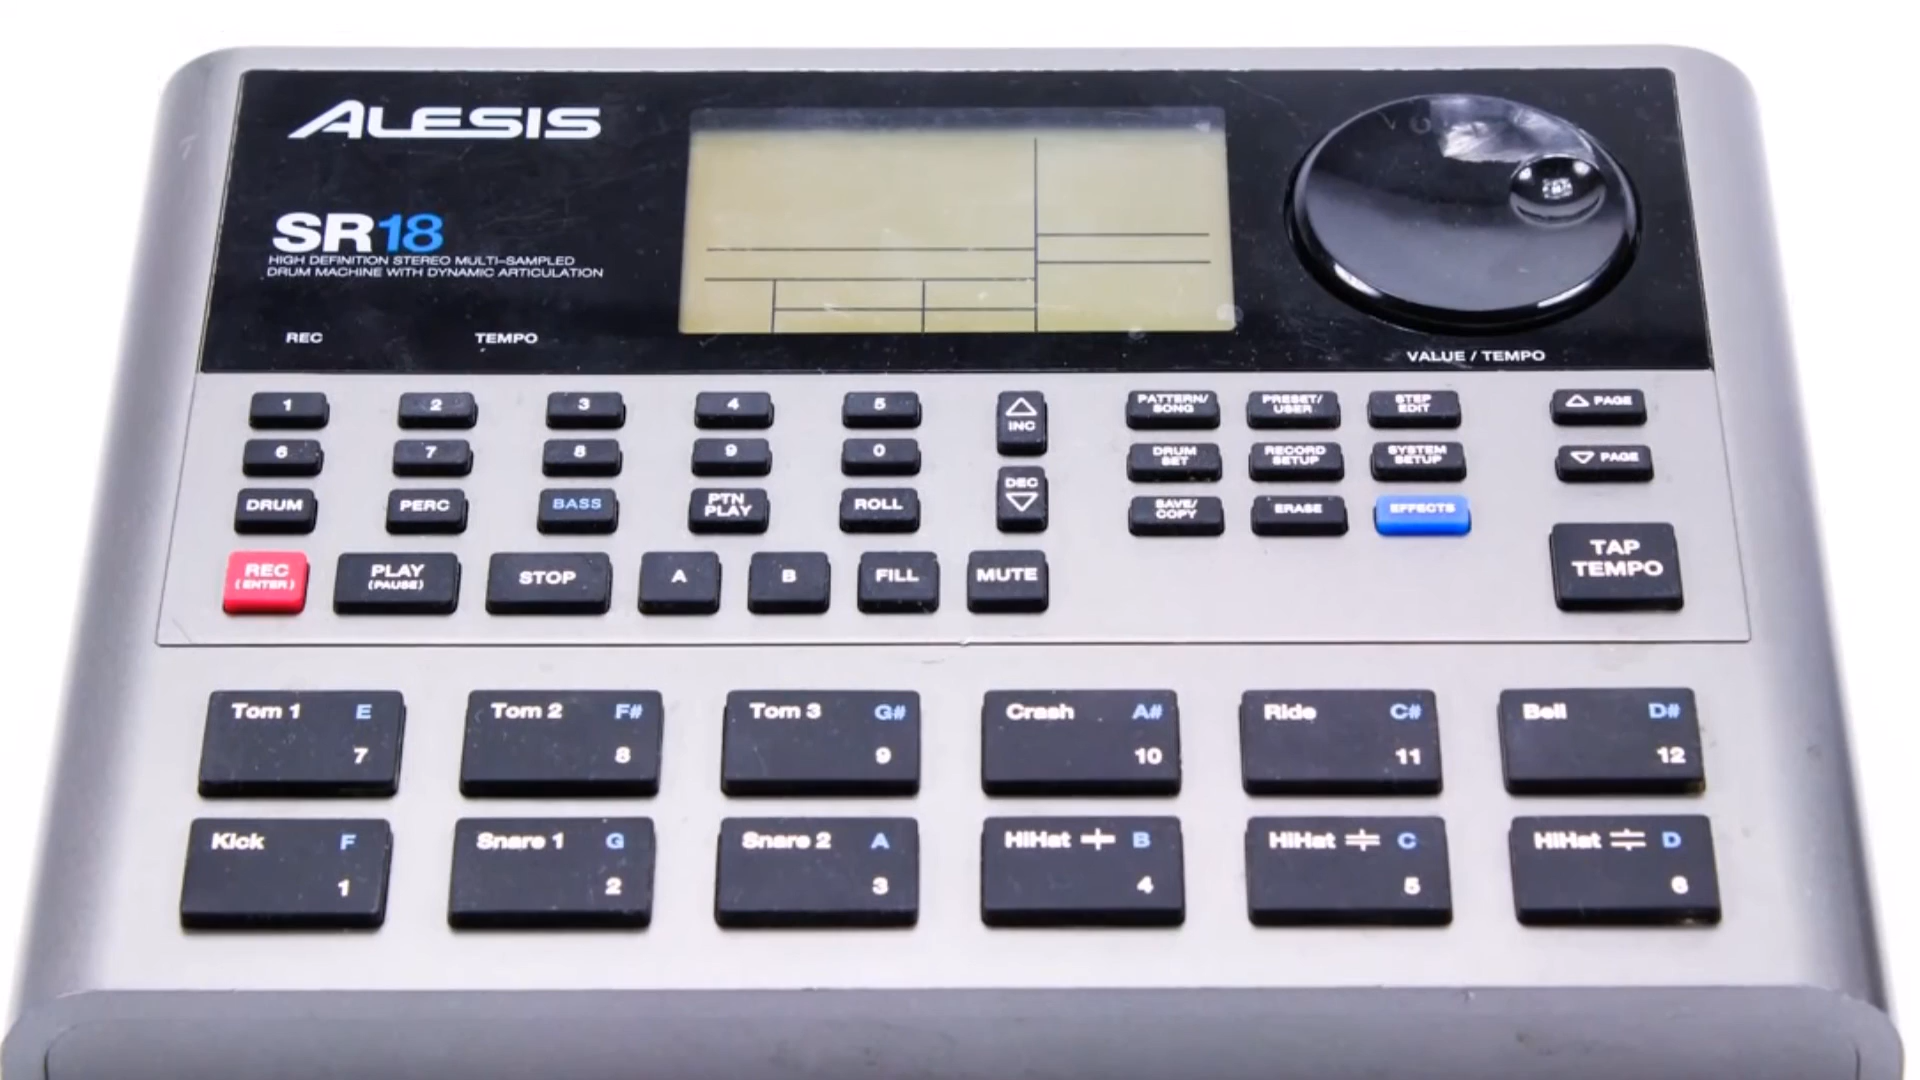 ALESIS
SR18
HIGH DEFINITION STEREO MULTI-SAMPLED
DRUM MACHINE WITH DYNAMIC ARTICULATION
REC TEMPO
VALUE / TEMPO
1 2 3 4 5
INC
PATTERN/
SONG
PRESET/
USER
STEP
EDIT
PAGE
6 7 8 9 0
DEC
DRUM
SET
RECORD
SETUP
SYSTEM
SETUP
PAGE
DRUM PERC BASS
PTN
PLAY
ROLL
SAVE/
COPY
ERASE EFFECTS
REC
(ENTER)
PLAY
(PAUSE)
STOP A B FILL MUTE
TAP
TEMPO
Tom 1 E
7
Tom 2 F#
8
Tom 3 G#
9
Crash A#
10
Ride C#
11
Bell D#
12
Kick F
1
Snare 1 G
2
Snare 2 A
3
HiHat B
4
HiHat C
5
HiHat D
6